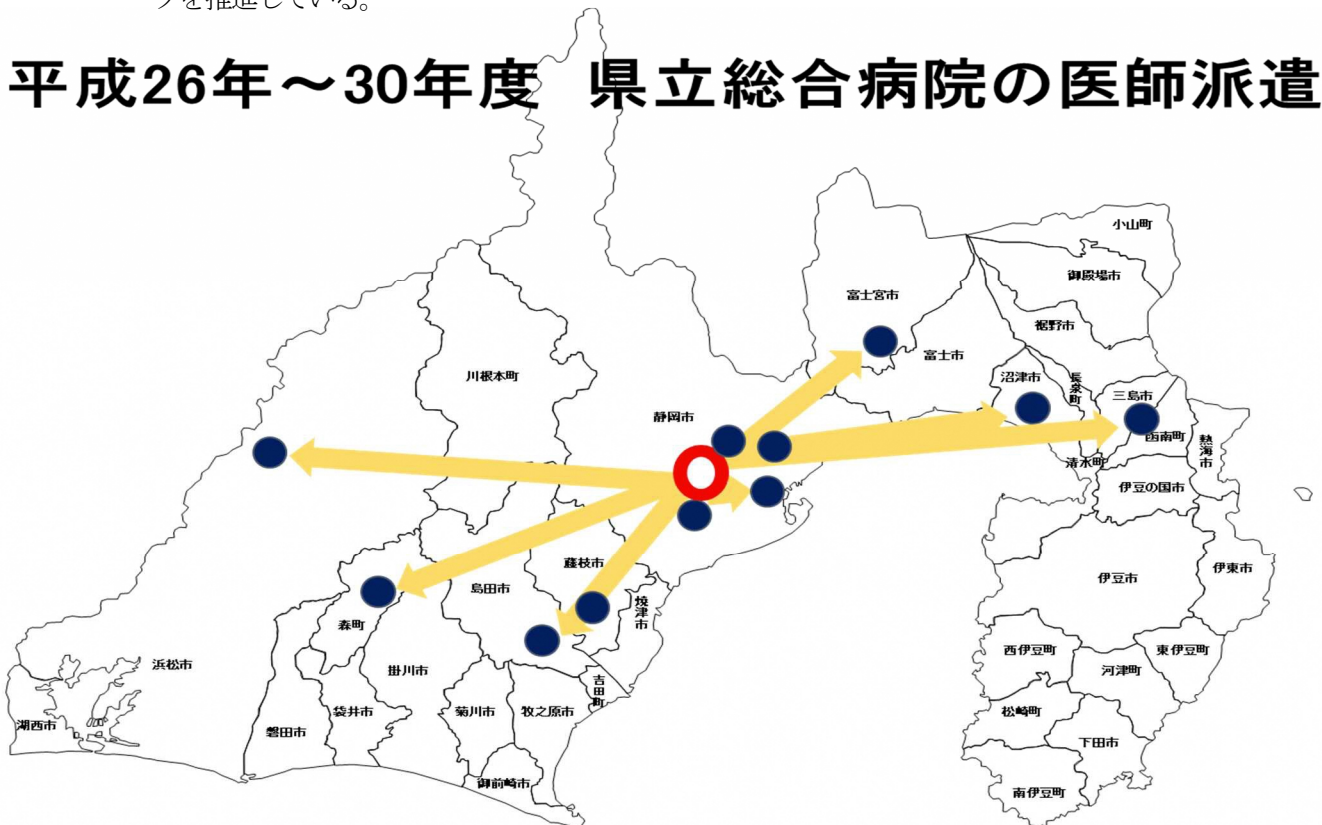 を推進している。
平成26年～30年度　県立総合病院の医師派遣
小山町
御殿場市
富士宮市
裾野市
富士市
川根本町
沼津市
長泉町
三島市
静岡市
函南町
熱海市
清水町
伊豆の国市
藤枝市
伊豆市
伊東市
島田市
焼津市
森町
西伊豆町
東伊豆町
浜松市
掛川市
河津町
吉田町
袋井市
菊川市
牧之原市
松崎町
湖西市
磐田市
下田市
御前崎市
南伊豆町